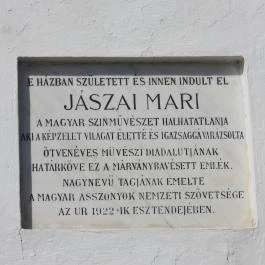 E HÁZBAN SZÜLETETT ÉS INNEN INDULT EL
JÁSZAI MARI
A MAGYAR SZINMŰVÉSZET HALHATATLANJA
AKI A KÉPZELET VILÁGÁT ÉLETTÉ ÉS IGAZSÁGGÁ VARÁZSOLTA
ÖTVENÉVES MŰVÉSZI DIADALUTJÁNAK
HATÁRKÖVE EZ A MÁRVÁNYBAVÉSETT EMLÉK.
NAGYNEVŰ TAGJÁNAK EMELTE
A MAGYAR ASSZONYOK NEMZETI SZÖVETSÉGE
AZ UR 1922-IK ESZTENDEJÉBEN.